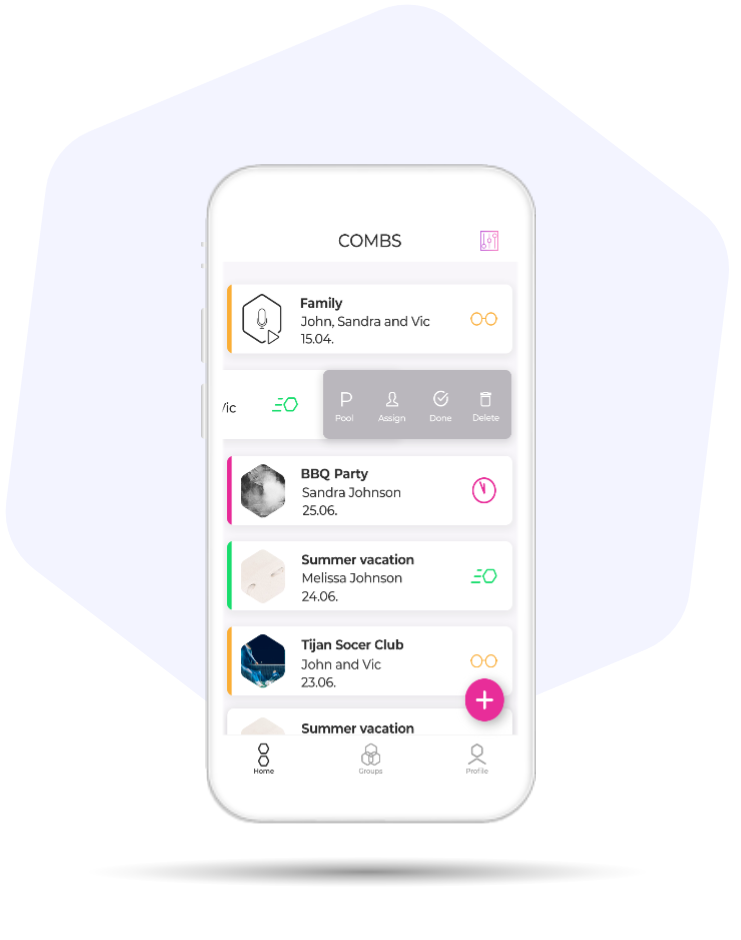 COMBS
Family
John, Sandra and Vic
15.04.
Vic
Pool Assign Done Delete
BBQ Party
Sandra Johnson
25.06.
Summer vacation
Melissa Johnson
24.06.
Tijan Socer Club
John and Vic
23.06.
Summer vacation
Home Groups Profile